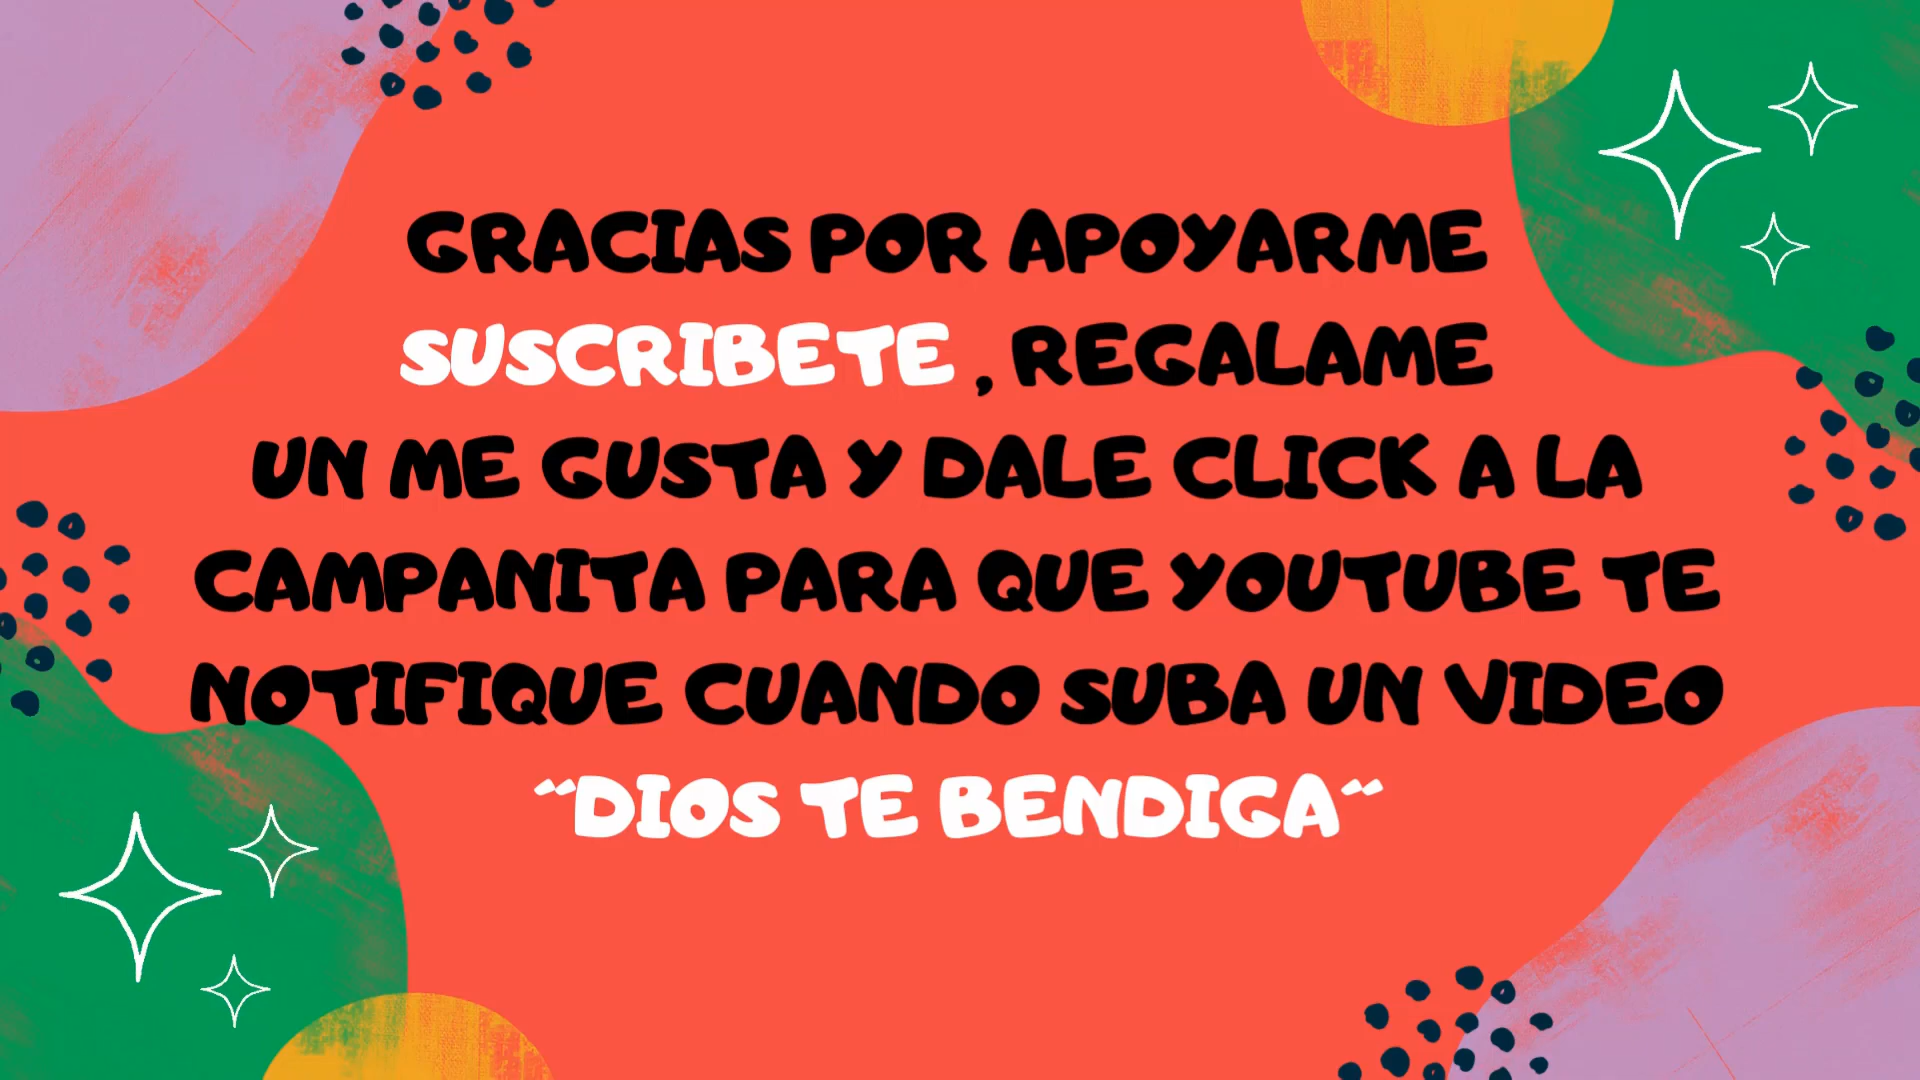 GRACIAS POR APOYARME
SUSCRIBETE , REGALAME
UN ME GUSTA Y DALE CLICK A LA
CAMPANITA PARA QUE YOUTUBE TE
NOTIFIQUE CUANDO SUBA UN VIDEO
"DIOS TE BENDIGA"